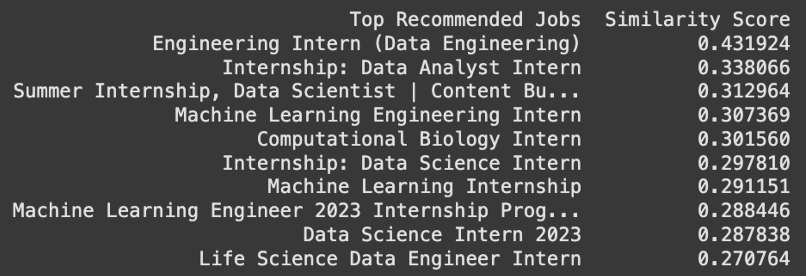 Top Recommended Jobs Similarity Score
Engineering Intern (Data Engineering) 0.431924
Internship: Data Analyst Intern 0.338066
Summer Internship, Data Scientist | Content Bu... 0.312964
Machine Learning Engineering Intern 0.307369
Computational Biology Intern 0.301560
Internship: Data Science Intern 0.297810
Machine Learning Internship 0.291151
Machine Learning Engineer 2023 Internship Prog... 0.288446
Data Science Intern 2023 0.287838
Life Science Data Engineer Intern 0.270764